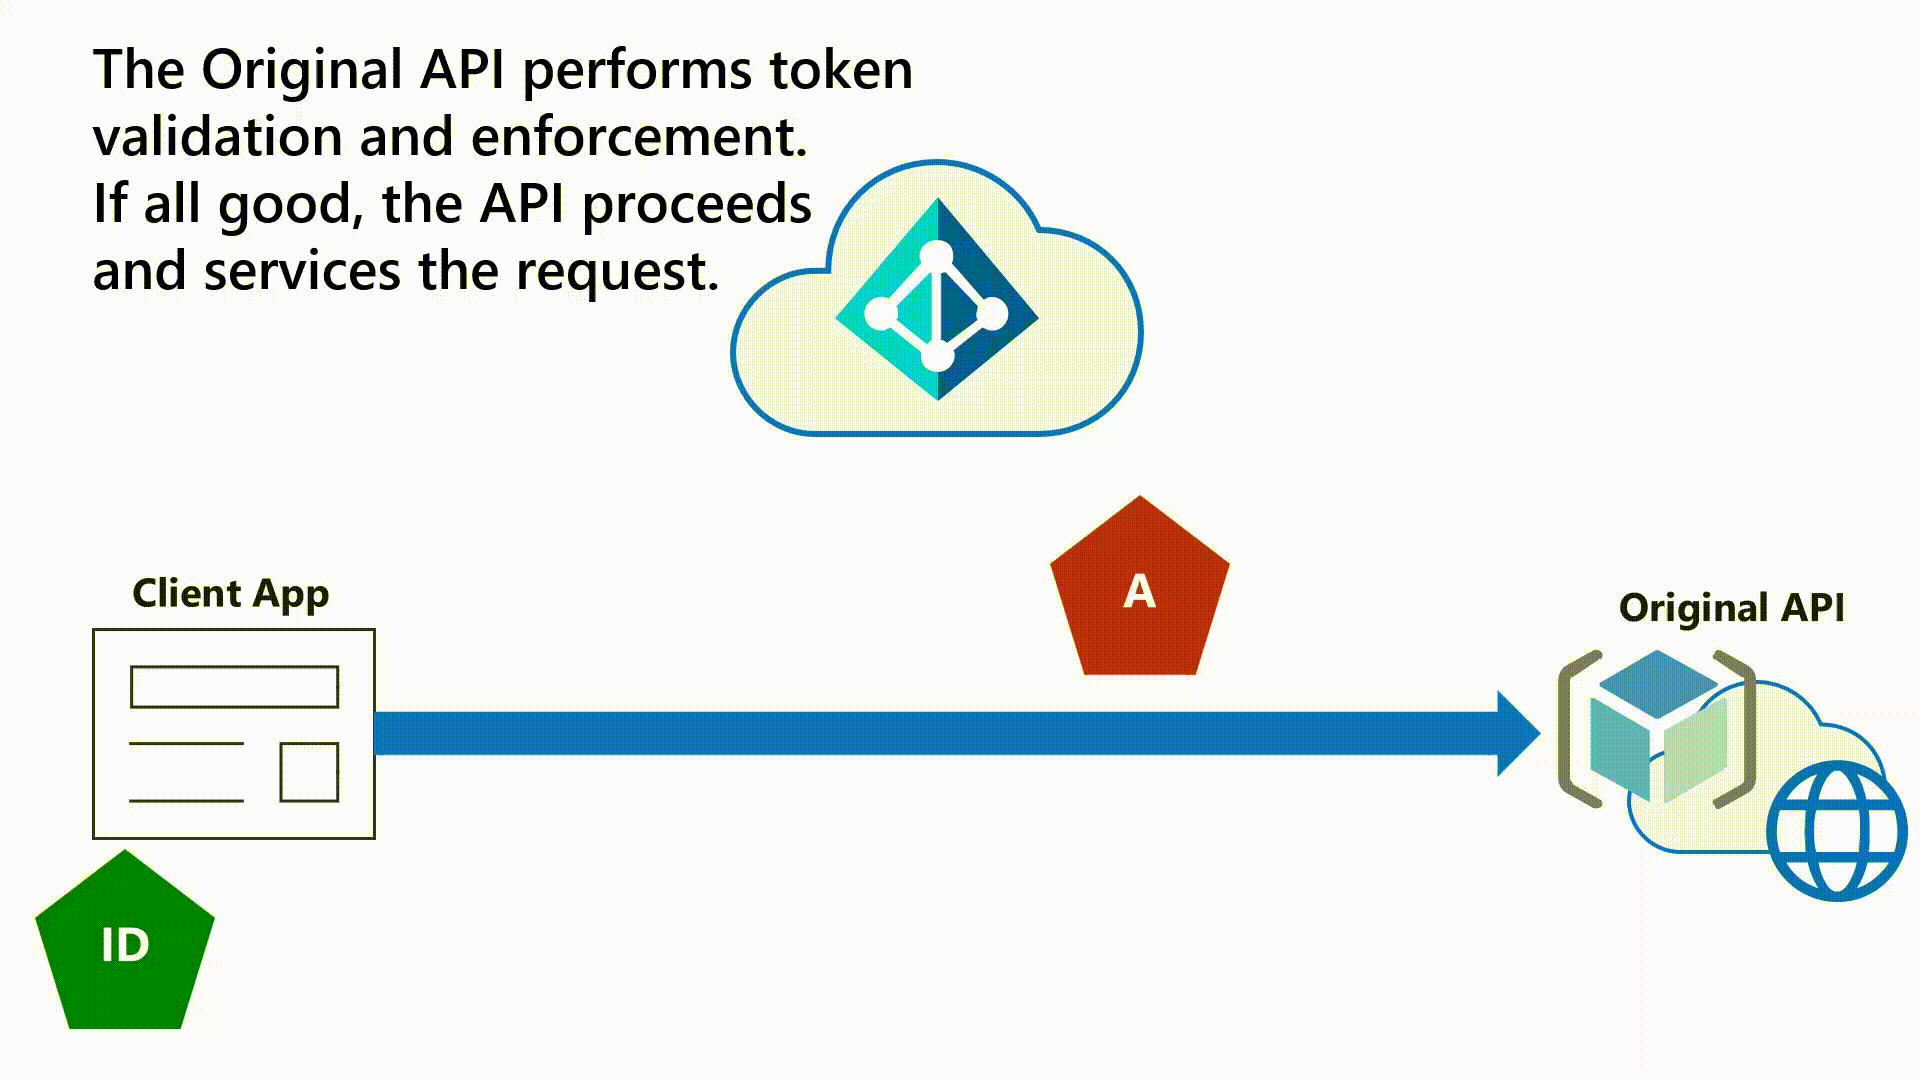 The Original API performs token
validation and enforcement.
If all good, the API proceeds
and services the request.
A
Client App
Original API
ID